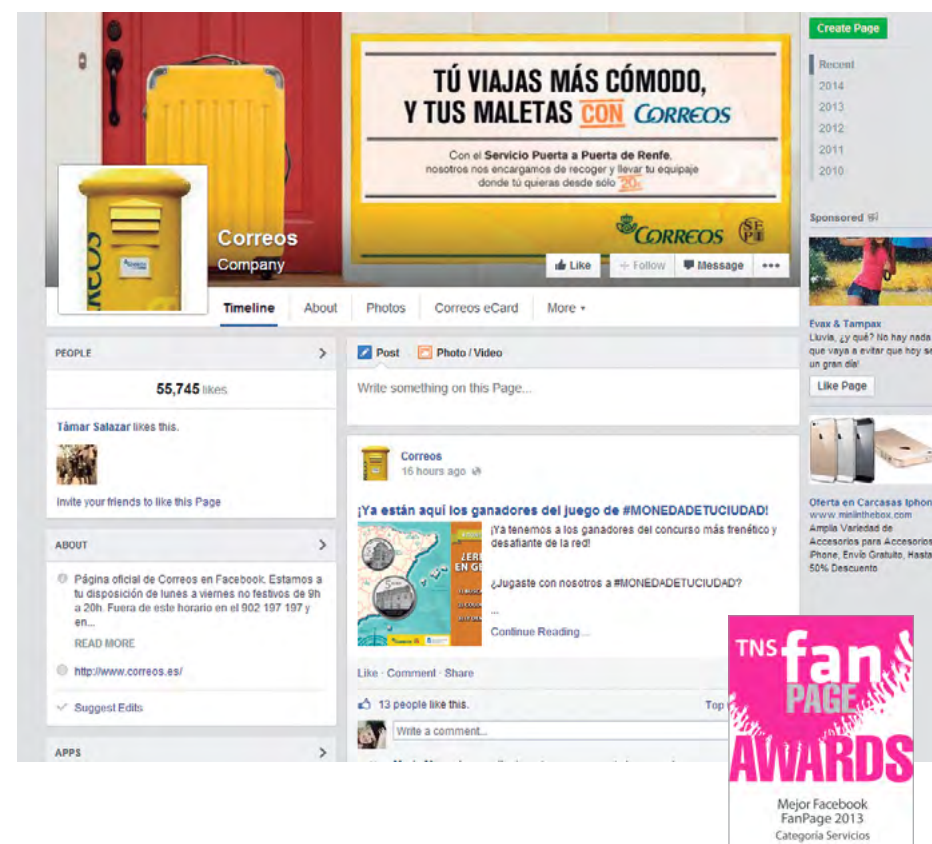 TÚ VIAJAS MÁS CÓMODO,
Y TUS MALETAS CON CORREOS
Con el Servicio Puerta a Puerta de Renfe,
nosotros nos encargamos de recoger y llevar tu equipaje
donde tú quieras desde sólo 20€
CORREOS
SEPI
CORREOS
Correos
Company
Like
+ Follow
Message
•••
Timeline
About
Photos
Correos eCard
More
PEOPLE
55,745 likes
Támar Salazar likes this.
Invite your friends to like this Page
ABOUT
Página oficial de Correos en Facebook. Estamos a
tu disposición de lunes a viernes no festivos de 9h
a 20h. Fuera de este horario en el 902 197 197 y
en...
READ MORE
http://www.correos.es/
Suggest Edits
APPS
Post
Photo / Video
Write something on this Page...
Correos
16 hours ago
¡Ya están aquí los ganadores del juego de #MONEDADETUCIUDAD!
¡Ya tenemos a los ganadores del concurso más frenético y
desafiante de la red!
¿Jugaste con nosotros a #MONEDADETUCIUDAD?
...
Continue Reading...
Like · Comment · Share
13 people like this.
Top
Write a comment...
Create Page
Recent
2014
2013
2012
2011
2010
Sponsored
Evax & Tampax
Lluvia, ¿y qué? No hay nada
que vaya a evitar que hoy se
un gran día!
Like Page
Oferta en Carcasas Iphon
www.miniinthebox.com
Amplia Variedad de
Accesorios para Accesorios
iPhone, Envío Gratuito, Hasta
50% Descuento
TNS fan
PAGE
AWARDS
Mejor Facebook
FanPage 2013
Categoría Servicios